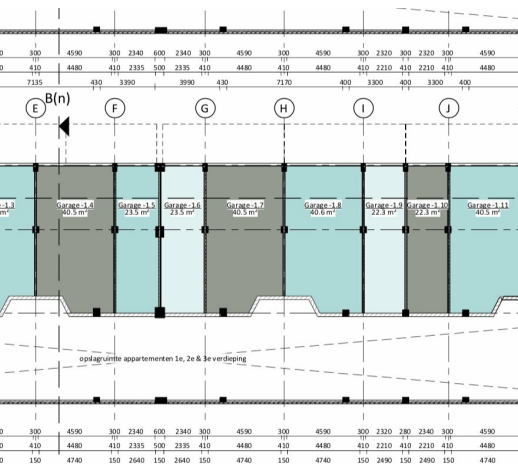 0 300 4590 300 2340 600 2340 300 4590 300 4590 300 2320 300 2320 300 4590
0 410 4480 410 2335 500 2335 410 4480 410 4480 410 2210 400 2210 410 4480
7135 430 3390 3990 430 7170 400 3300 400 3300 400
B(n)
E F G H I J
Garage -1.4 Garage -1.5 Garage -1.6 Garage -1.7 Garage -1.8 Garage -1.9 Garage -1.10 Garage -1.11
m² 40.5 m² 23.5 m² 23.5 m² 40.5 m² 40.6 m² 22.3 m² 22.3 m² 40.5 m²
opslagruimte appartementen 1e, 2e & 3e verdieping
0 300 4590 300 2340 600 2340 300 4590 300 4590 300 2320 280 2340 300 4590
0 410 4480 410 2335 500 2335 410 4480 410 4480 410 2210 410 2210 410 4480
0 150 4740 150 2640 150 2640 150 4740 150 4740 150 2490 150 2490 150 4740